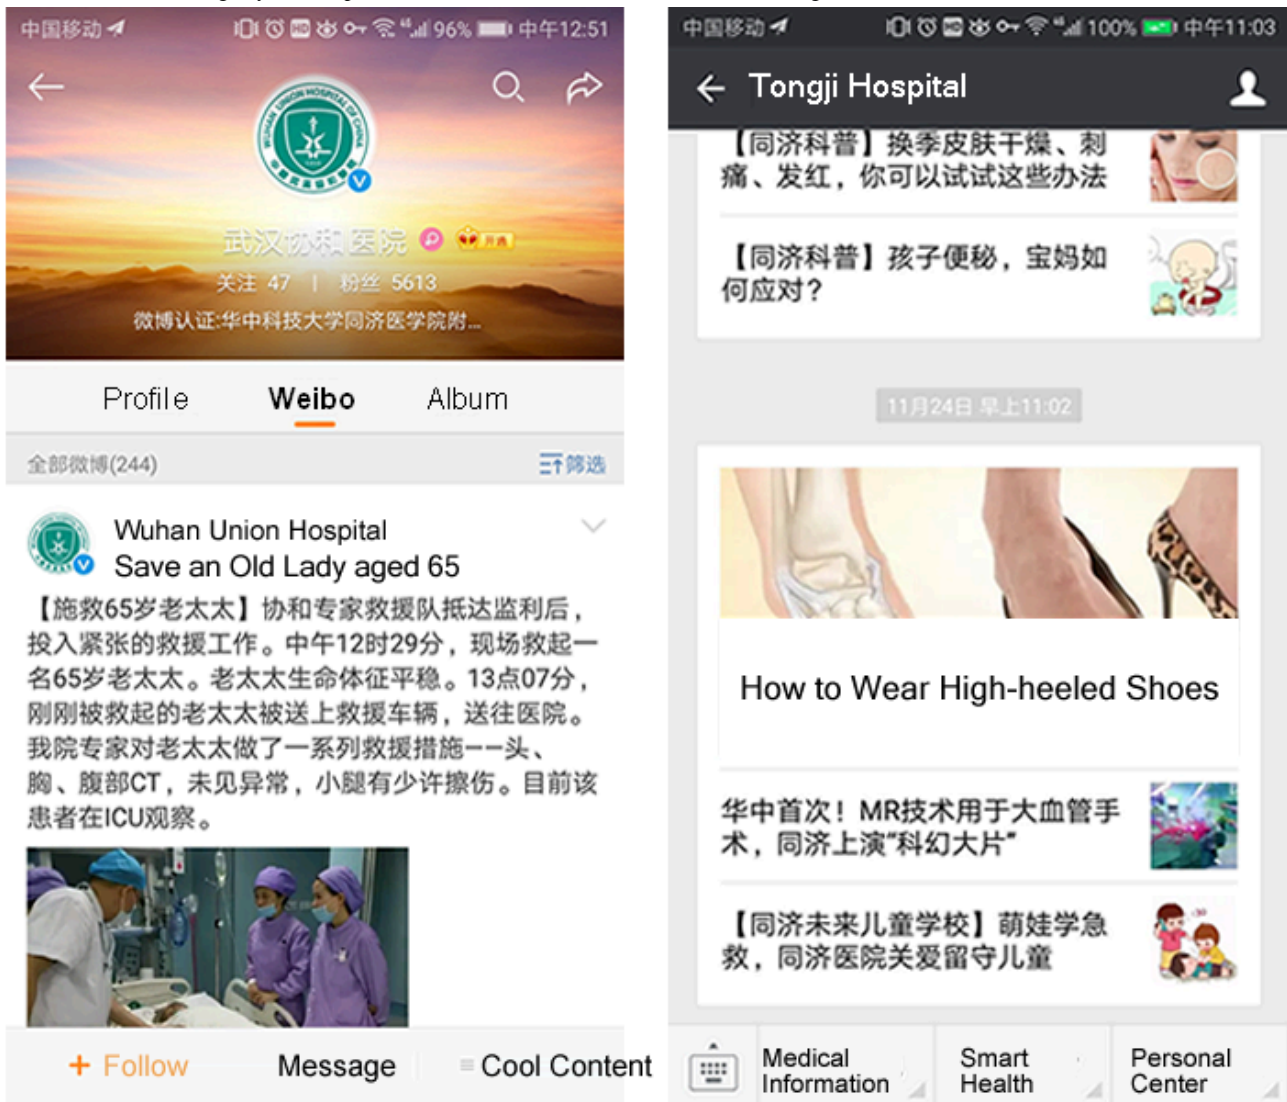 中国移动
HD
4G
96%
中午12:51
WUHAN UNION HOSPITAL OF CHINA
武汉协和医院
关注 47 | 粉丝 5613
微博认证:华中科技大学同济医学院附...
Profile Weibo Album
全部微博(244)
筛选
Wuhan Union Hospital
Save an Old Lady aged 65
【施救65岁老太太】协和专家救援队抵达监利后，
投入紧张的救援工作。中午12时29分，现场救起一
名65岁老太太。老太太生命体征平稳。13点07分，
刚刚被救起的老太太被送上救援车辆，送往医院。
我院专家对老太太做了一系列救援措施——头、
胸、腹部CT，未见异常，小腿有少许擦伤。目前该
患者在ICU观察。
+ Follow
Message
Cool Content
中国移动
HD
4G
100%
中午11:03
Tongji Hospital
【同济科普】换季皮肤干燥、刺
痛、发红，你可以试试这些办法
【同济科普】孩子便秘，宝妈如
何应对？
11月24日 早上11:02
How to Wear High-heeled Shoes
华中首次！MR技术用于大血管手
术，同济上演“科幻大片”
【同济未来儿童学校】萌娃学急
救，同济医院关爱留守儿童
Medical
Information
Smart
Health
Personal
Center